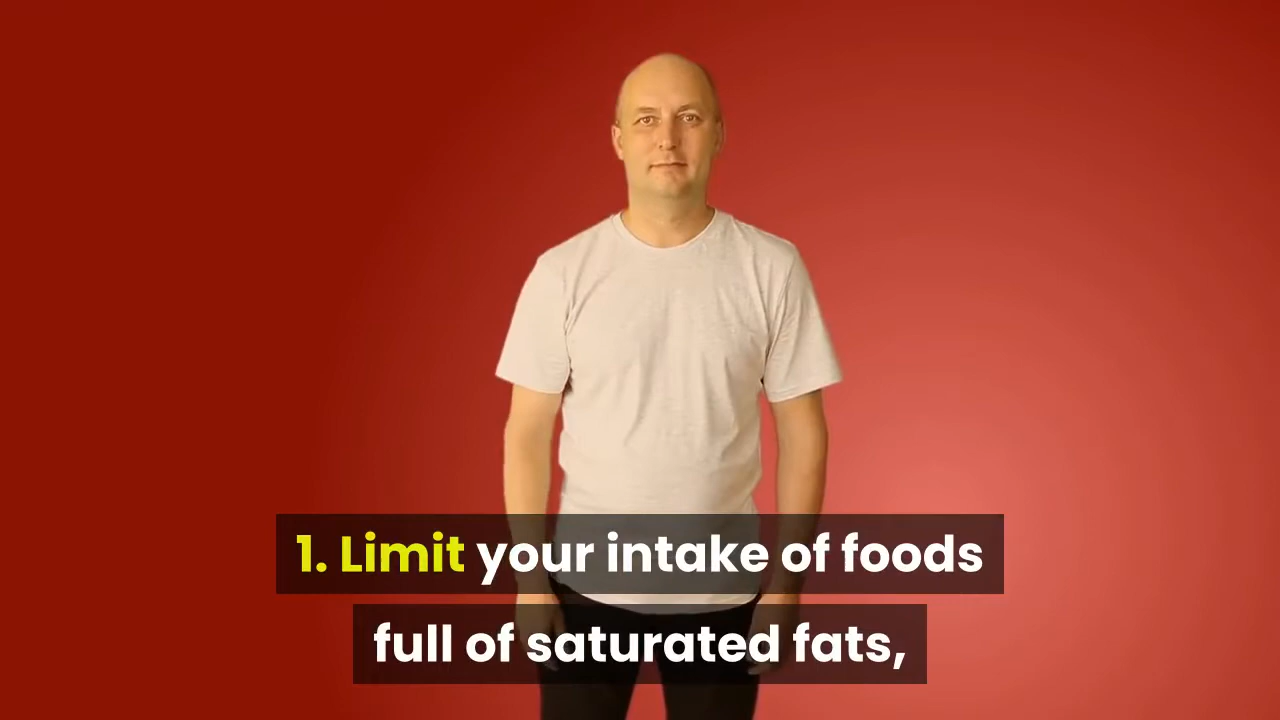 1. Limit your intake of foods
full of saturated fats,